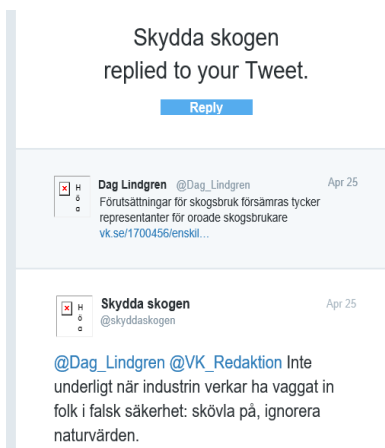 Skydda skogen
replied to your Tweet.
Reply
Dag Lindgren @Dag_Lindgren Apr 25
Förutsättningar för skogsbruk försämras tycker
representanter för oroade skogsbrukare
vk.se/1700456/enskil…
H
ö
g
Skydda skogen Apr 25
@skyddaskogen
H
ö
g
@Dag_Lindgren @VK_Redaktion Inte
underligt när industrin verkar ha vaggat in
folk i falsk säkerhet: skövla på, ignorera
naturvärden.